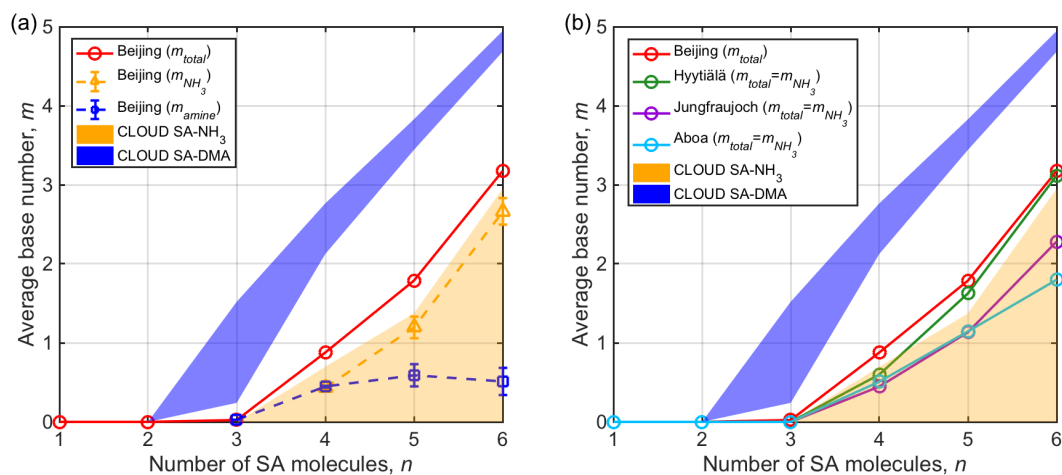 (a)
5
4
3
2
1
0
1
2
3
4
5
6
Average base number, m
Number of SA molecules, n
Beijing (m_total)
Beijing (m_NH3)
Beijing (m_amine)
CLOUD SA-NH3
CLOUD SA-DMA
(b)
5
4
3
2
1
0
1
2
3
4
5
6
Average base number, m
Number of SA molecules, n
Beijing (m_total)
Hyytiälä (m_total=m_NH3)
Jungfraujoch (m_total=m_NH3)
Aboa (m_total=m_NH3)
CLOUD SA-NH3
CLOUD SA-DMA